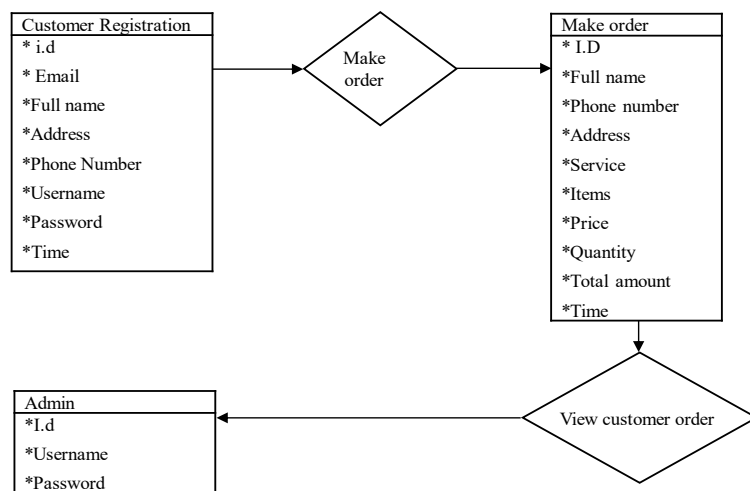 Customer Registration
* i.d
* Email
*Full name
*Address
*Phone Number
*Username
*Password
*Time
Make
order
Make order
* I.D
*Full name
*Phone number
*Address
*Service
*Items
*Price
*Quantity
*Total amount
*Time
View customer order
Admin
*I.d
*Username
*Password